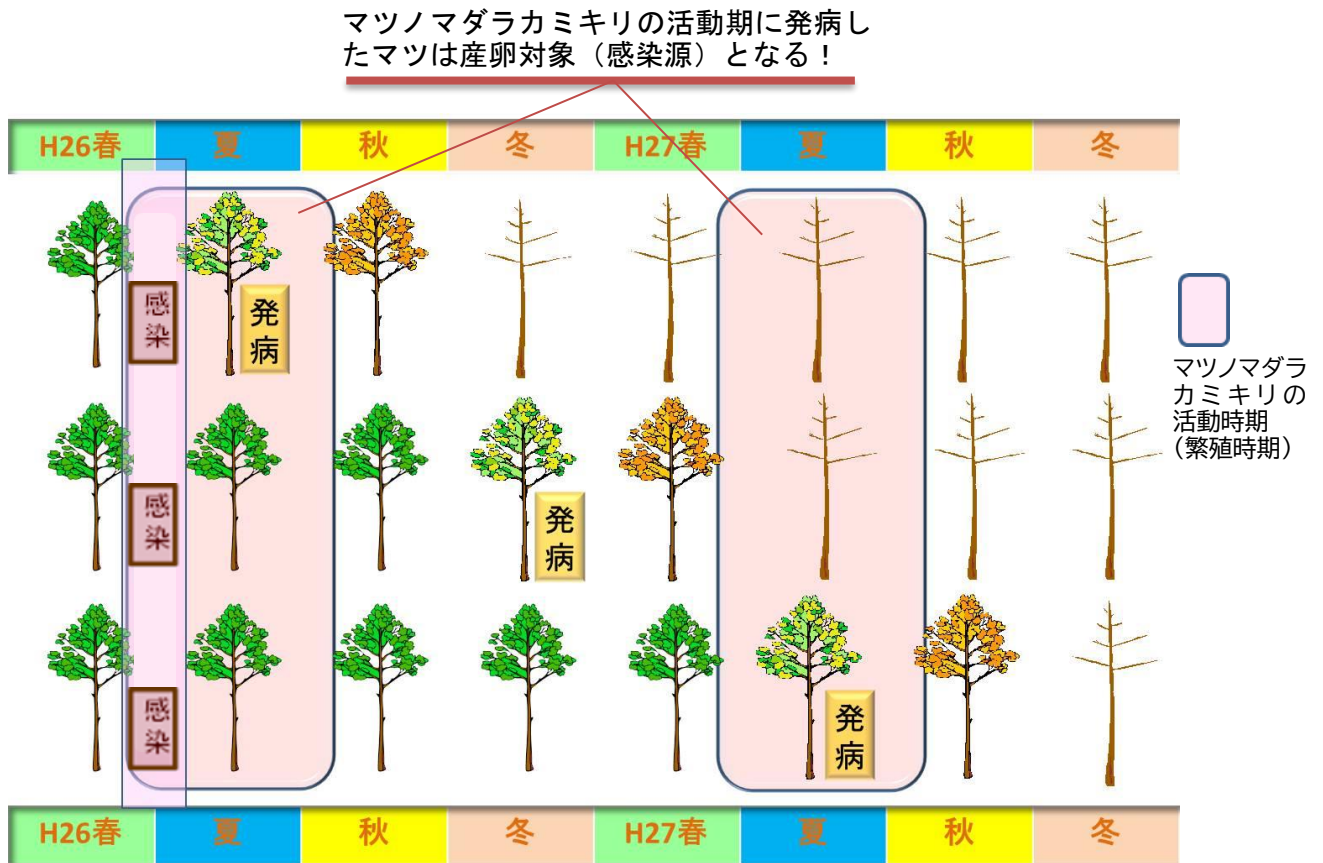 マツノマダラカミキリの活動期に発病し
たマツは産卵対象（感染源）となる！
H26春 夏 秋 冬 H27春 夏 秋 冬
感染
発病
マツノマダラ
カミキリの
活動時期
（繁殖時期）
感染
発病
感染
発病
H26春 夏 秋 冬 H27春 夏 秋 冬